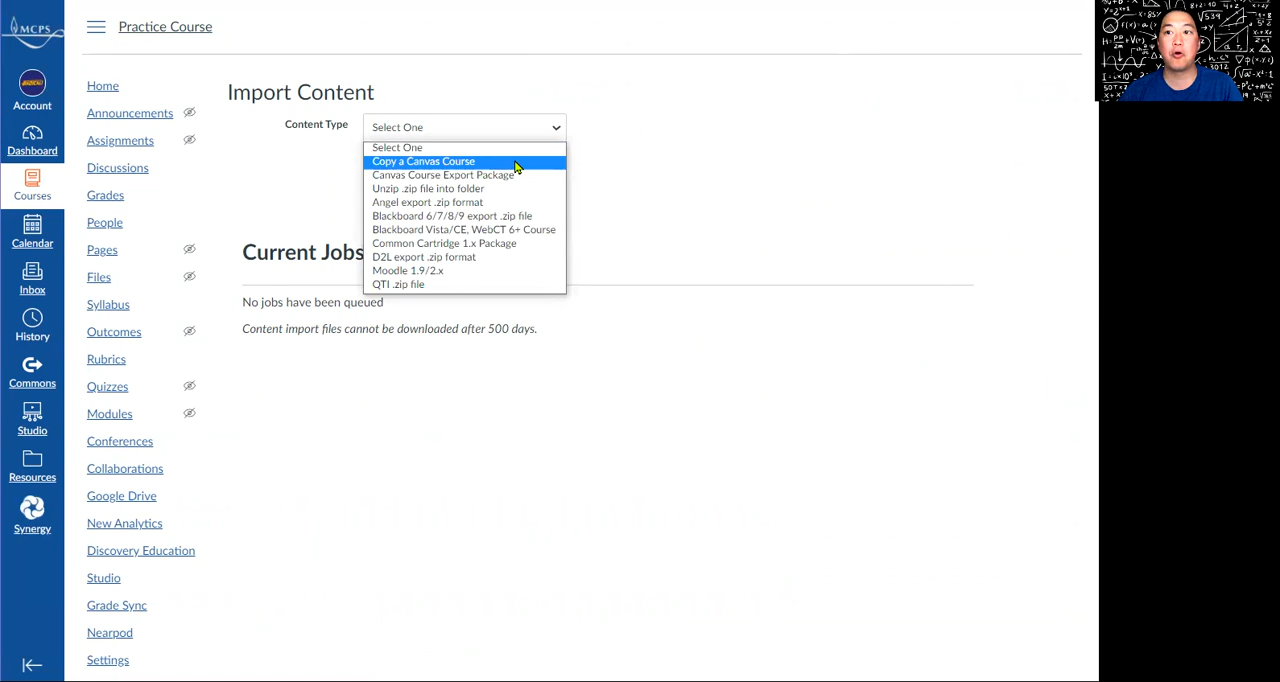 MCPS
Account
Dashboard
Courses
Calendar
Inbox
History
Commons
Studio
Resources
Synergy
Practice Course
Home
Announcements
Assignments
Discussions
Grades
People
Pages
Files
Syllabus
Outcomes
Rubrics
Quizzes
Modules
Conferences
Collaborations
Google Drive
New Analytics
Discovery Education
Studio
Grade Sync
Nearpod
Settings
Import Content
Content Type
Select One
Select One
Copy a Canvas Course
Canvas Course Export Package
Unzip .zip file into folder
Angel export .zip format
Blackboard 6/7/8/9 export .zip file
Blackboard Vista/CE, WebCT 6+ Course
Common Cartridge 1.x Package
D2L export .zip format
Moodle 1.9/2.x
QTI .zip file
Current Jobs
No jobs have been queued
Content import files cannot be downloaded after 500 days.